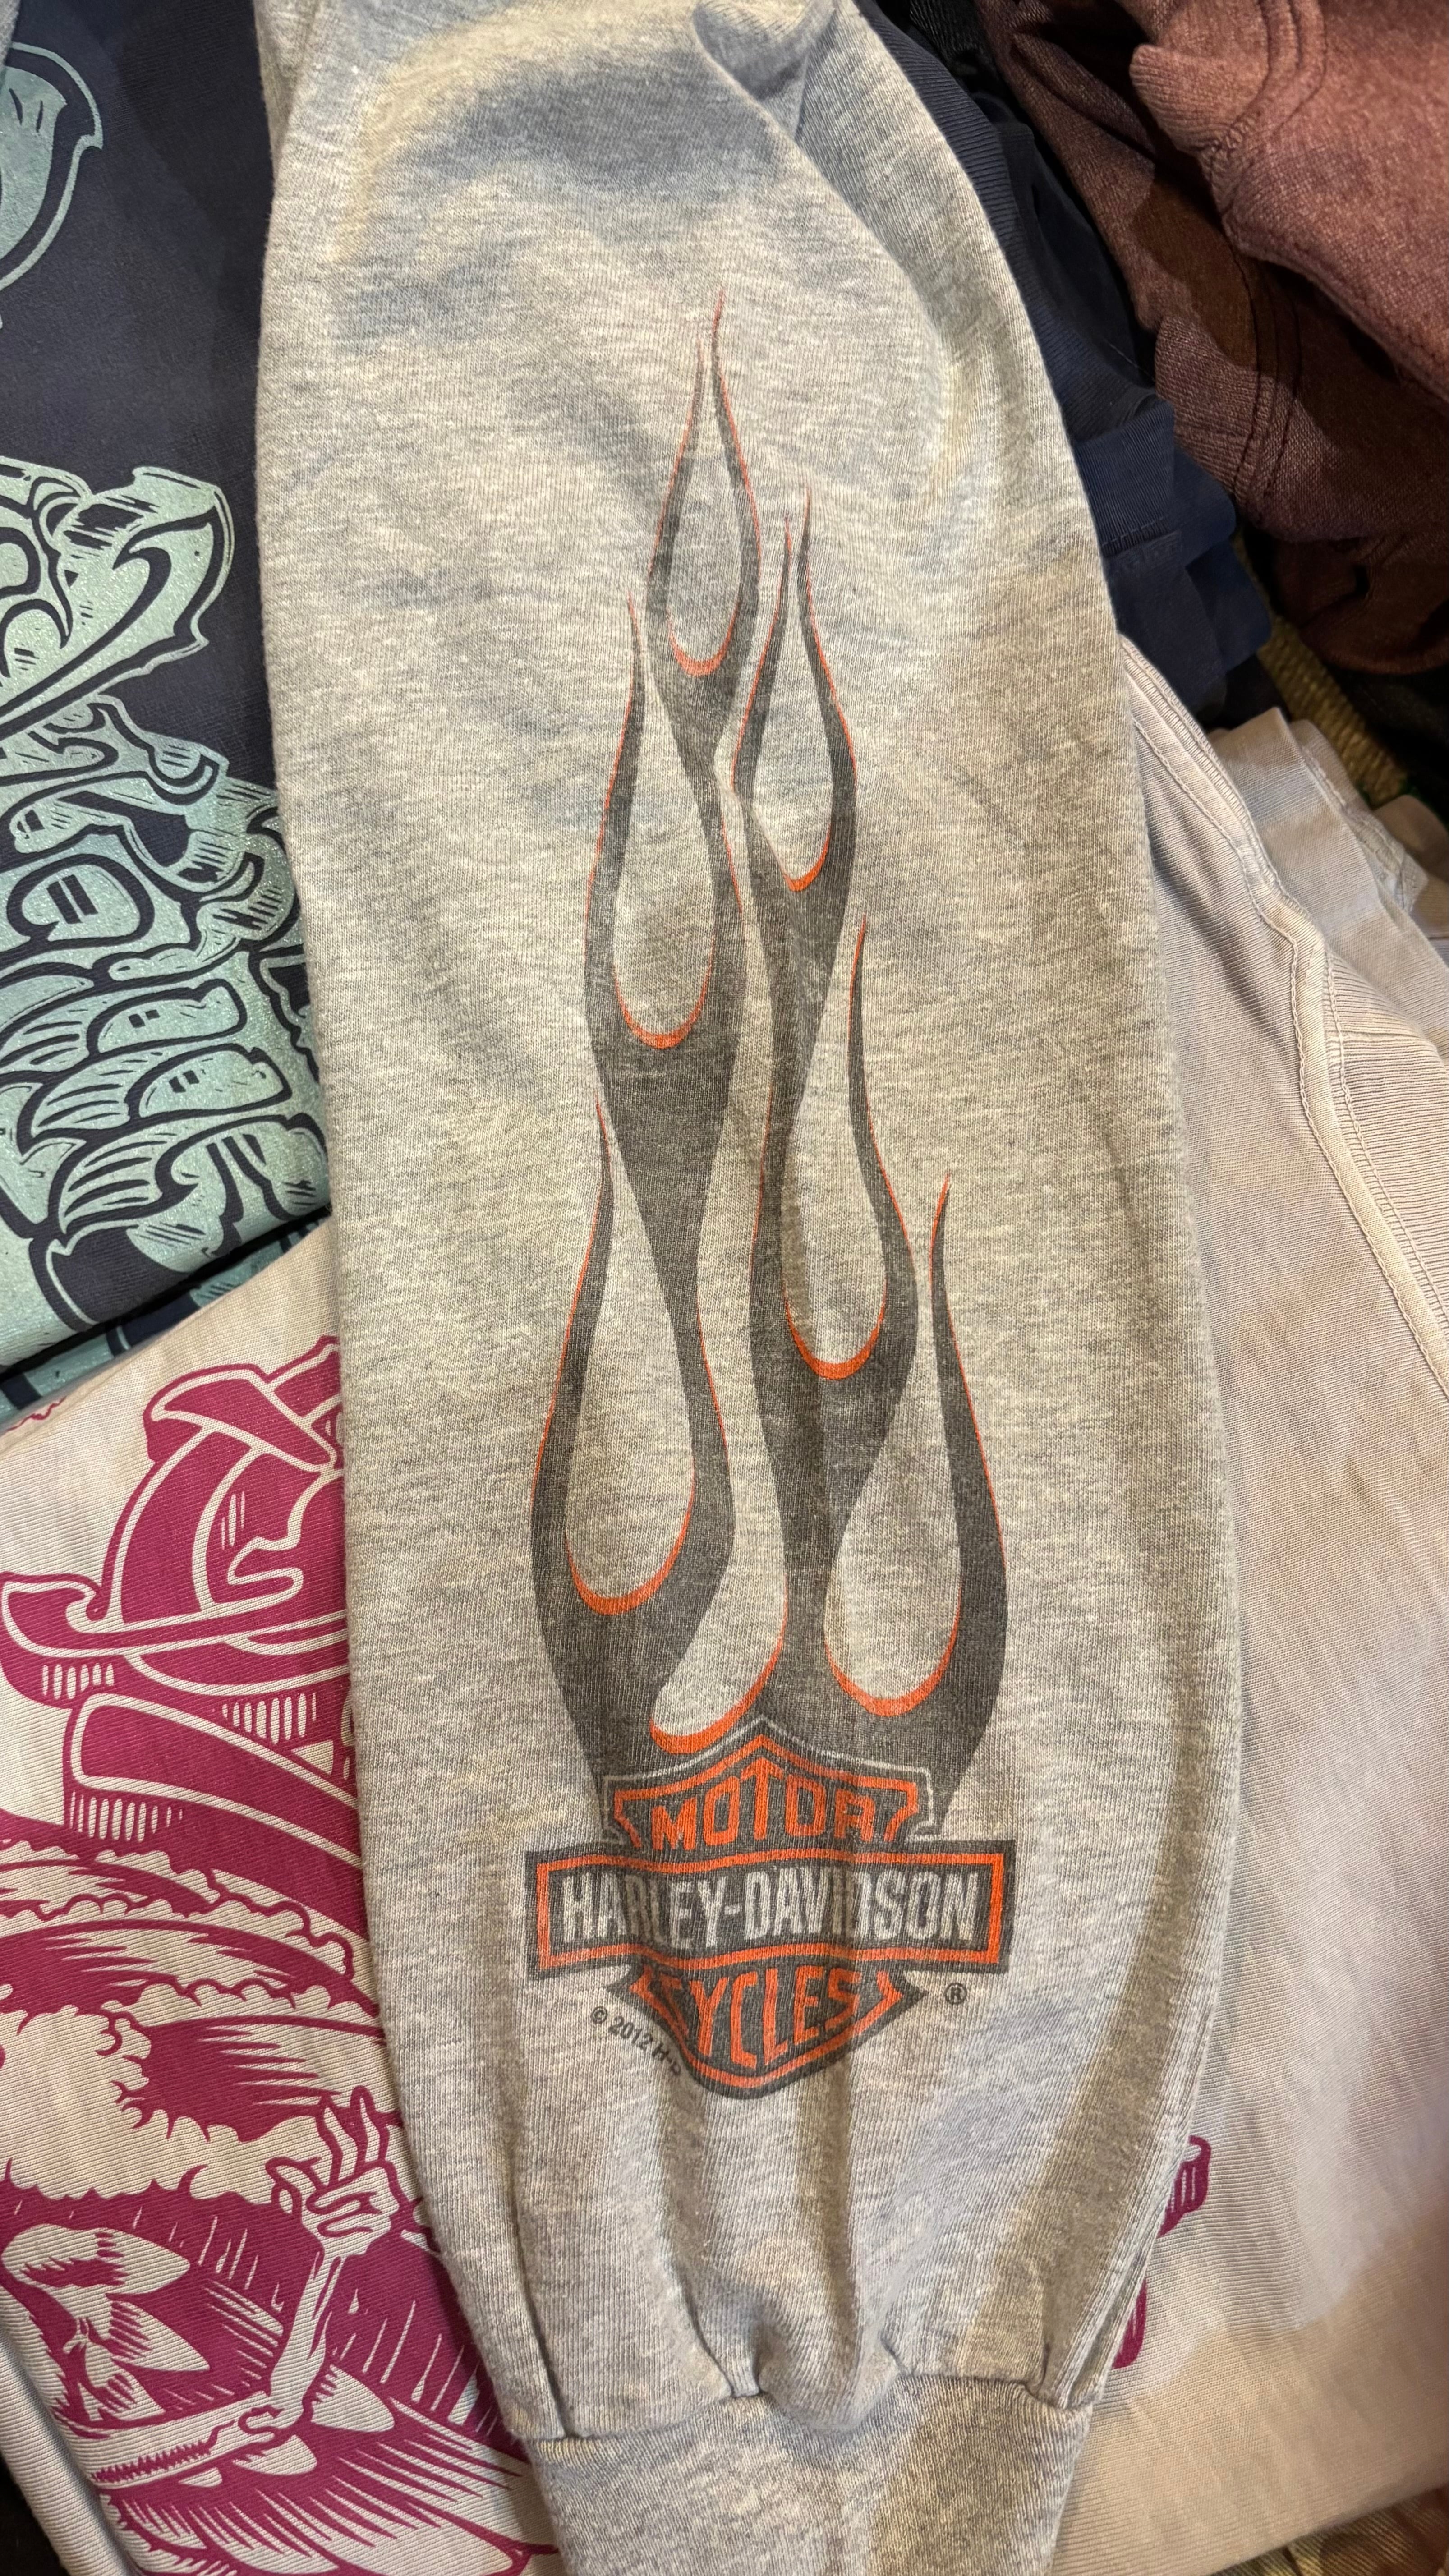 MOTOR
HARLEY-DAVIDSON
CYCLES
®
© 2012 H-D